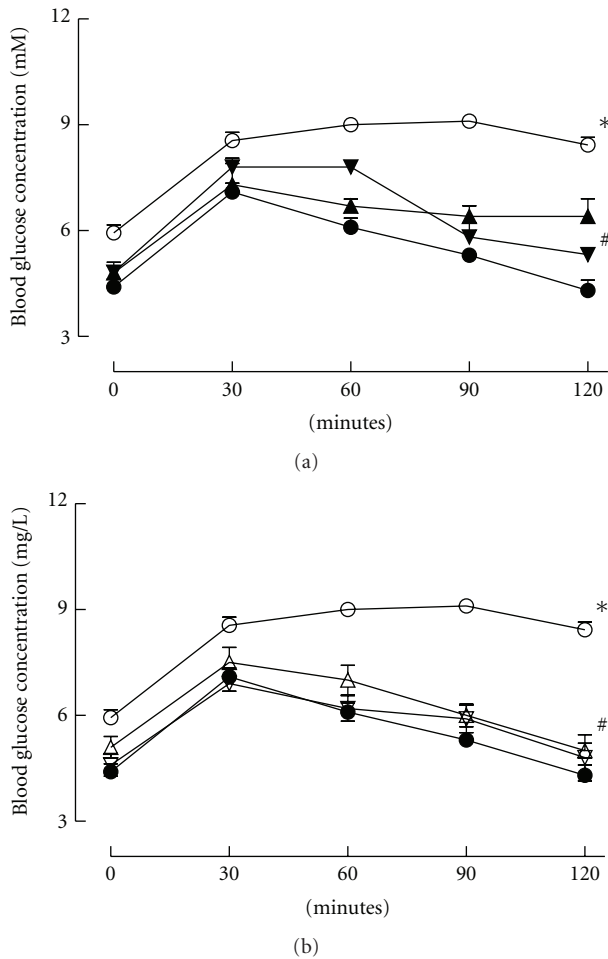 12
9
6
3
Blood glucose concentration (mM)
*
#
0 30 60 90 120
(minutes)
(a)
12
9
6
3
Blood glucose concentration (mg/L)
*
#
0 30 60 90 120
(minutes)
(b)